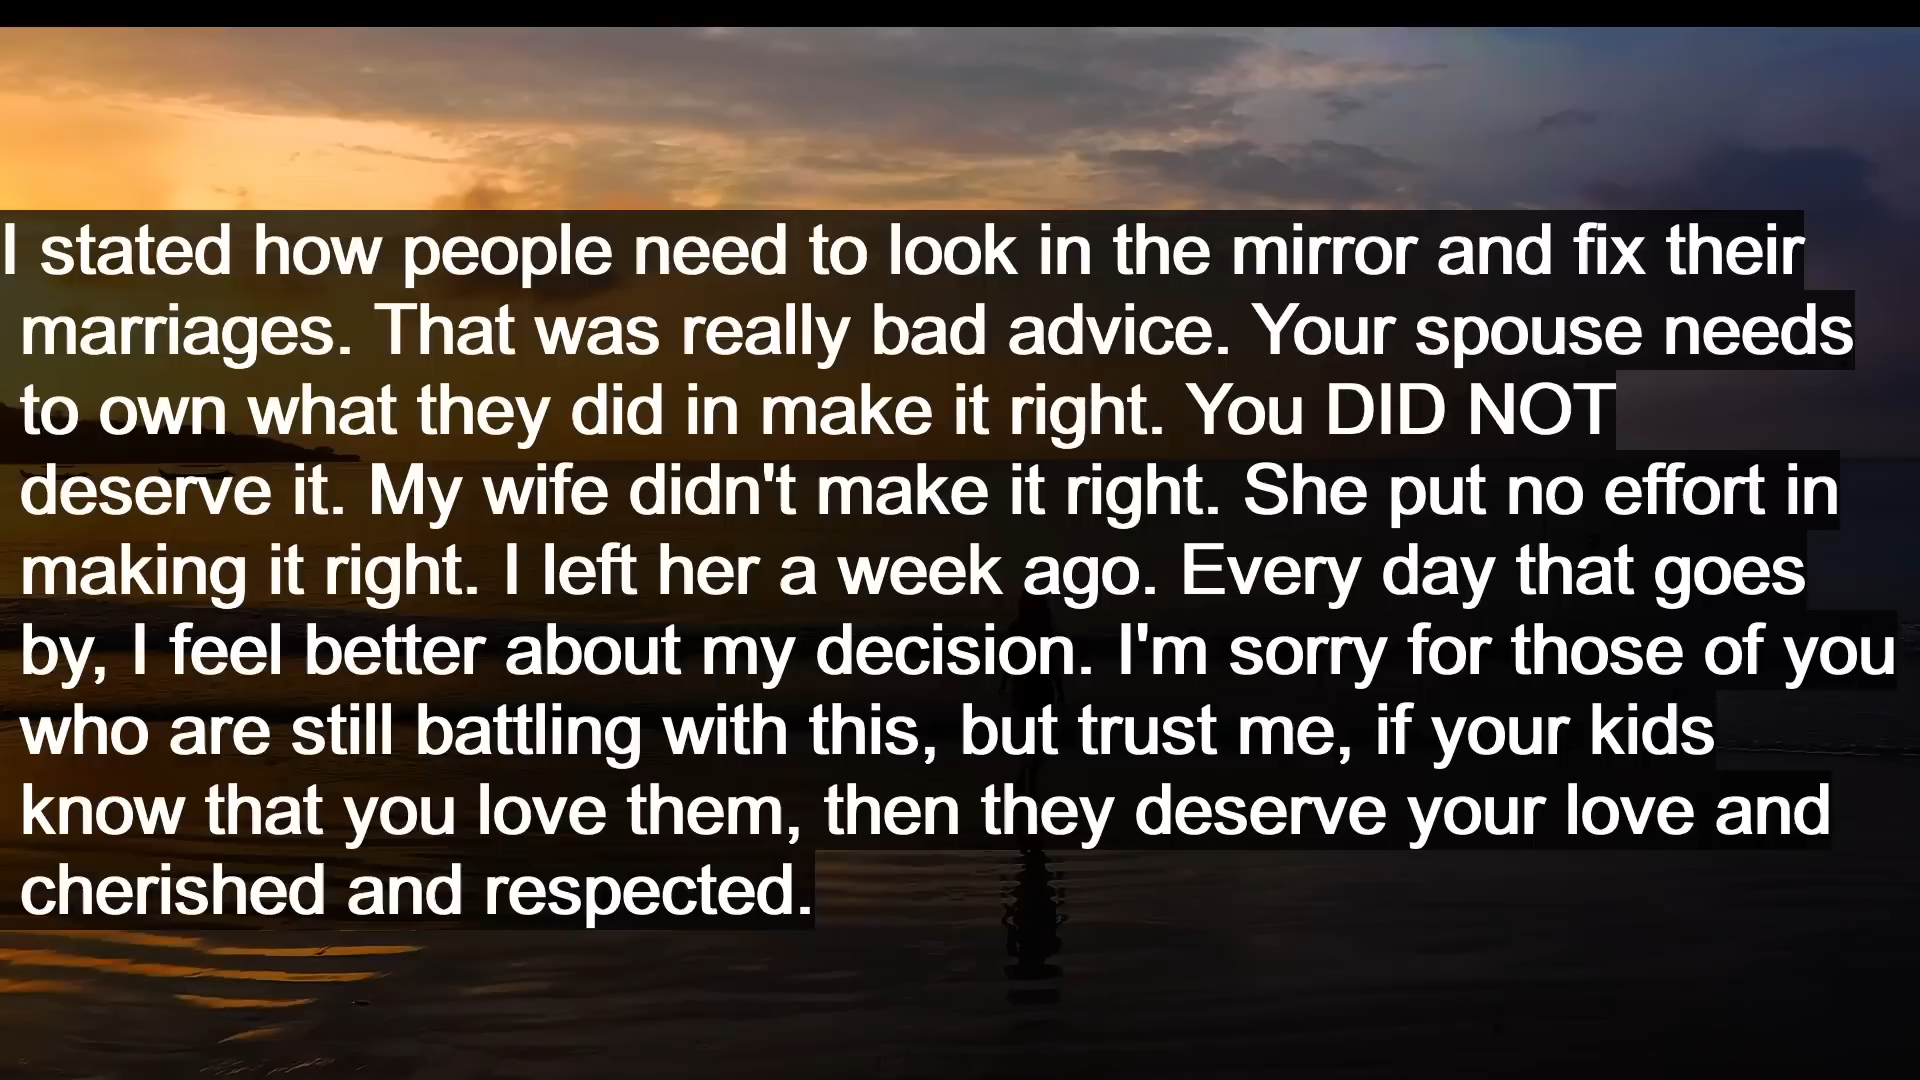 I stated how people need to look in the mirror and fix their
marriages. That was really bad advice. Your spouse needs
to own what they did in make it right. You DID NOT
deserve it. My wife didn't make it right. She put no effort in
making it right. I left her a week ago. Every day that goes
by, I feel better about my decision. I'm sorry for those of you
who are still battling with this, but trust me, if your kids
know that you love them, then they deserve your love and
cherished and respected.